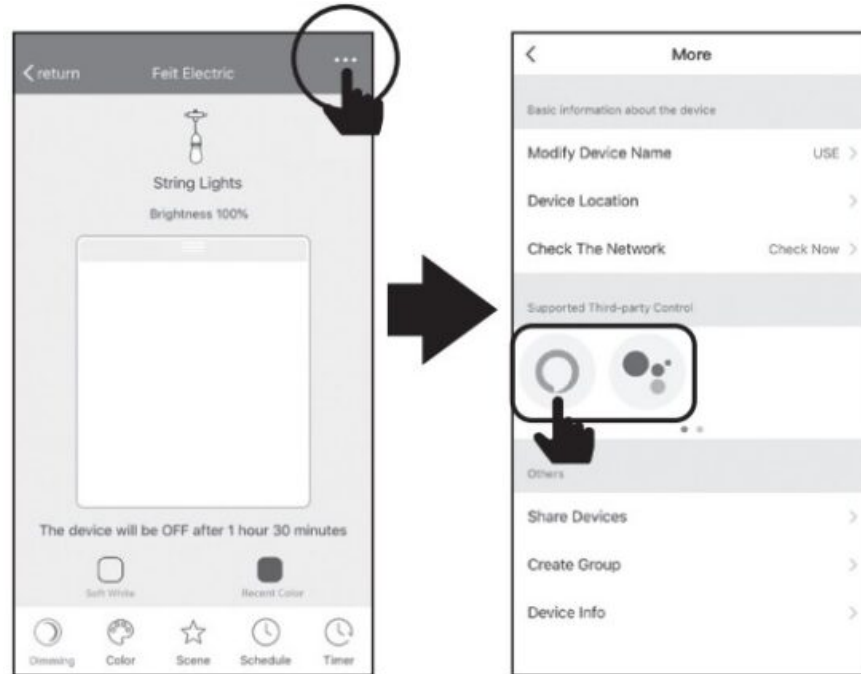 return
Feit Electric
...
String Lights
Brightness 100%
The device will be OFF after 1 hour 30 minutes
Soft White
Recent Color
Dimming
Color
Scene
Schedule
Timer
More
Basic information about the device
Modify Device Name
USE
Device Location
Check The Network
Check Now
Supported Third-party Control
Others
Share Devices
Create Group
Device Info